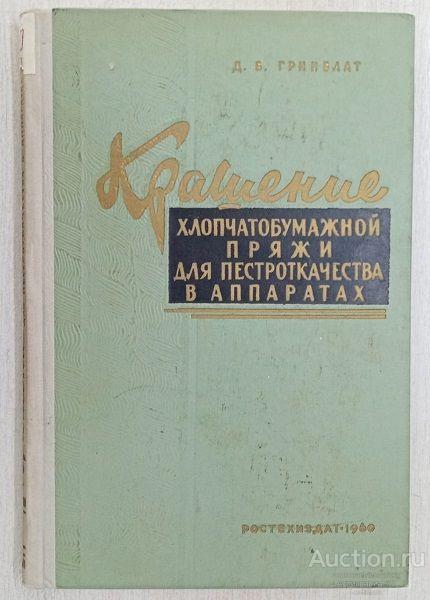 Д. Б. ГРИНБЛАТ
Крашение
ХЛОПЧАТОБУМАЖНОЙ
ПРЯЖИ
ДЛЯ ПЕСТРОТКАЧЕСТВА
В АППАРАТАХ
РОСТЕХИЗДАТ·1960
Auction.ru